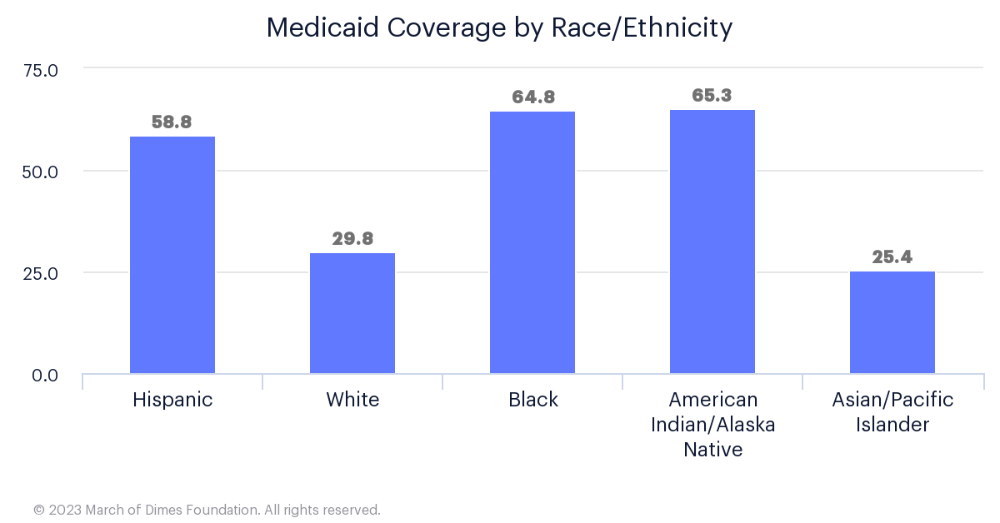 Medicaid Coverage by Race/Ethnicity
75.0
50.0
25.0
0.0
58.8
29.8
64.8
65.3
25.4
Hispanic
White
Black
American
Indian/Alaska
Native
Asian/Pacific
Islander
© 2023 March of Dimes Foundation. All rights reserved.